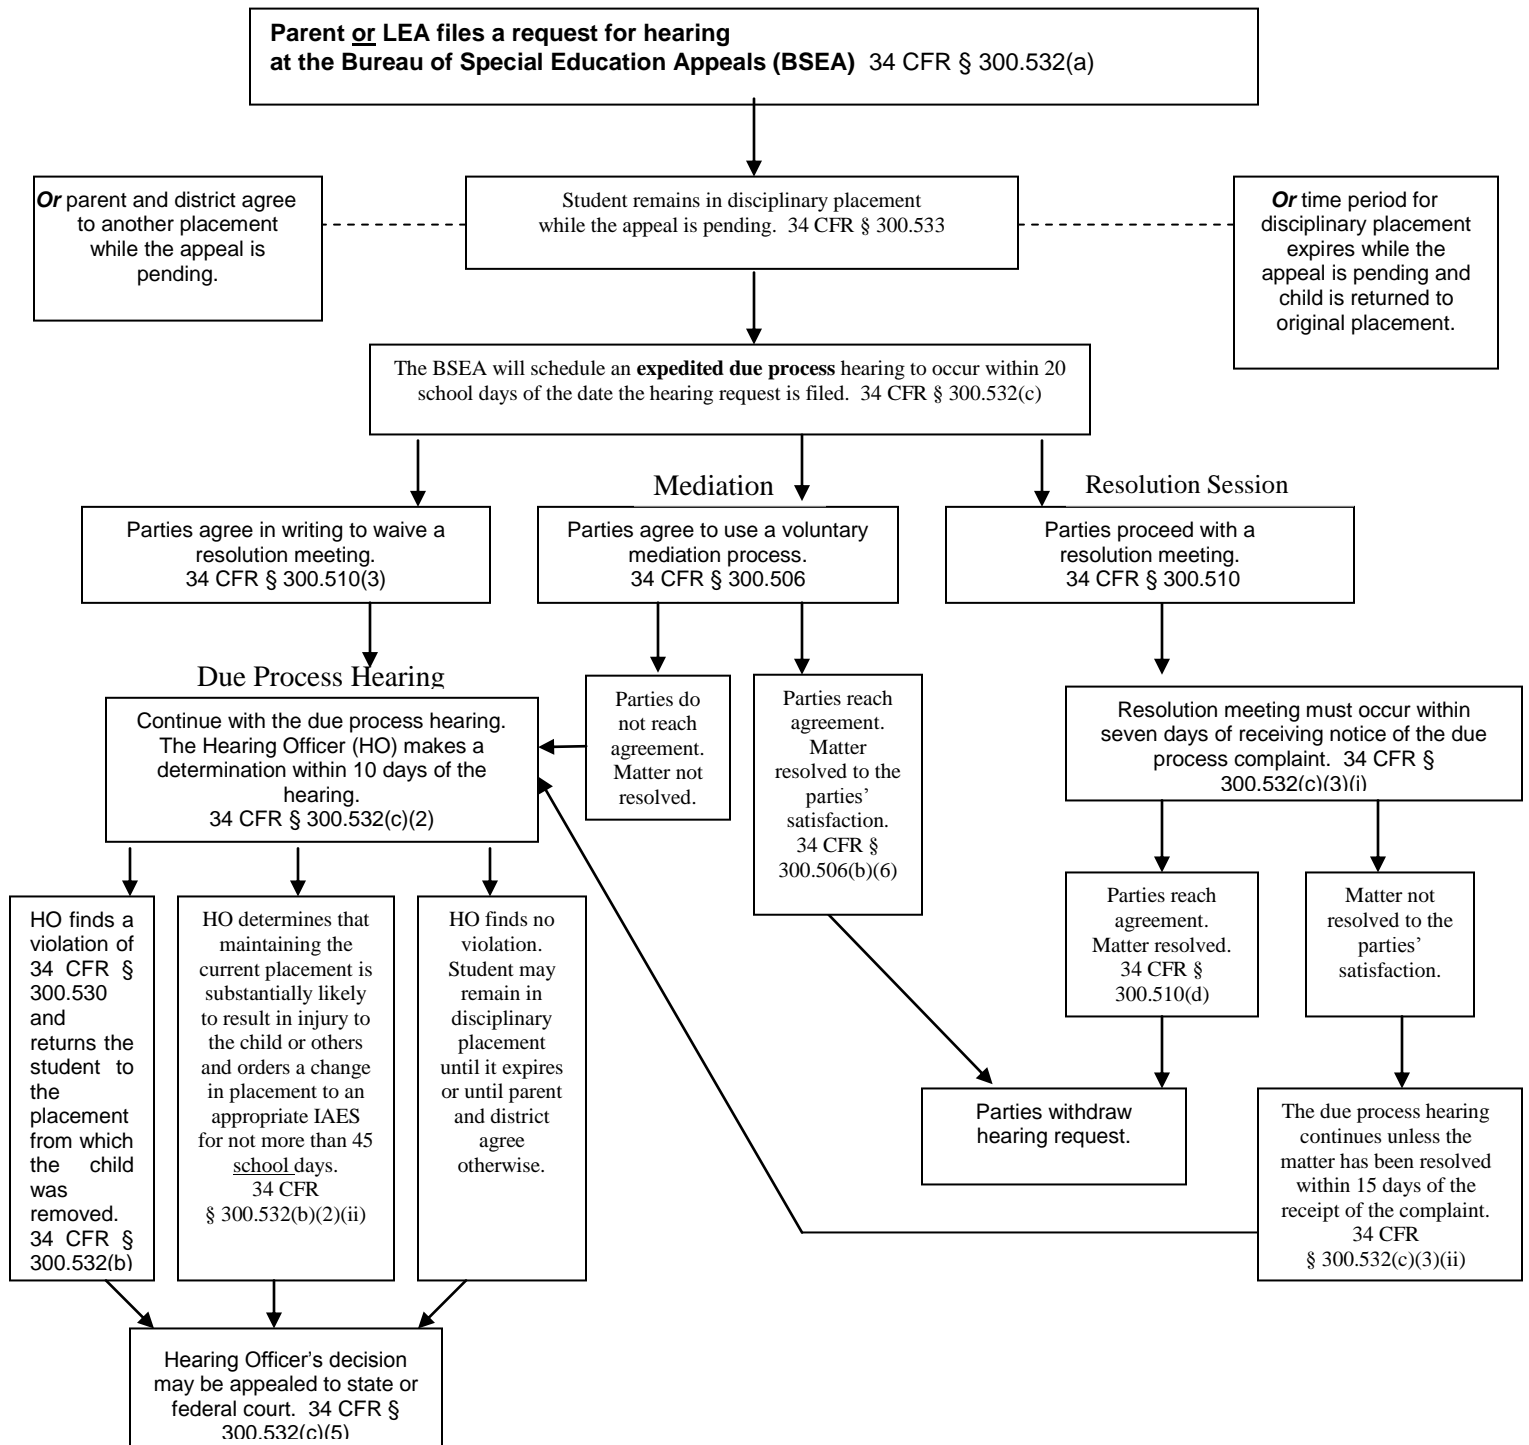 Parent or LEA files a request for hearing
at the Bureau of Special Education Appeals (BSEA) 34 CFR § 300.532(a)
Or parent and district agree
to another placement
while the appeal is
pending.
Student remains in disciplinary placement
while the appeal is pending. 34 CFR § 300.533
Or time period for
disciplinary placement
expires while the
appeal is pending and
child is returned to
original placement.
The BSEA will schedule an expedited due process hearing to occur within 20
school days of the date the hearing request is filed. 34 CFR § 300.532(c)
Mediation
Resolution Session
Parties agree in writing to waive a
resolution meeting.
34 CFR § 300.510(3)
Parties agree to use a voluntary
mediation process.
34 CFR § 300.506
Parties proceed with a
resolution meeting.
34 CFR § 300.510
Due Process Hearing
Continue with the due process hearing.
The Hearing Officer (HO) makes a
determination within 10 days of the
hearing.
34 CFR § 300.532(c)(2)
Parties do
not reach
agreement.
Matter not
resolved.
Parties reach
agreement.
Matter
resolved to the
parties’
satisfaction.
34 CFR §
300.506(b)(6)
Resolution meeting must occur within
seven days of receiving notice of the due
process complaint. 34 CFR §
300.532(c)(3)(i)
HO finds a
violation of
34 CFR §
300.530
and
returns the
student to
the
placement
from which
the child
was
removed.
34 CFR §
300.532(b)
HO determines that
maintaining the
current placement is
substantially likely
to result in injury to
the child or others
and orders a change
in placement to an
appropriate IAES
for not more than 45
school days.
34 CFR
§ 300.532(b)(2)(ii)
HO finds no
violation.
Student may
remain in
disciplinary
placement
until it expires
or until parent
and district
agree
otherwise.
Parties reach
agreement.
Matter resolved.
34 CFR §
300.510(d)
Matter not
resolved to the
parties’
satisfaction.
Parties withdraw
hearing request.
The due process hearing
continues unless the
matter has been resolved
within 15 days of the
receipt of the complaint.
34 CFR
§ 300.532(c)(3)(ii)
Hearing Officer’s decision
may be appealed to state or
federal court. 34 CFR §
300.532(c)(5)